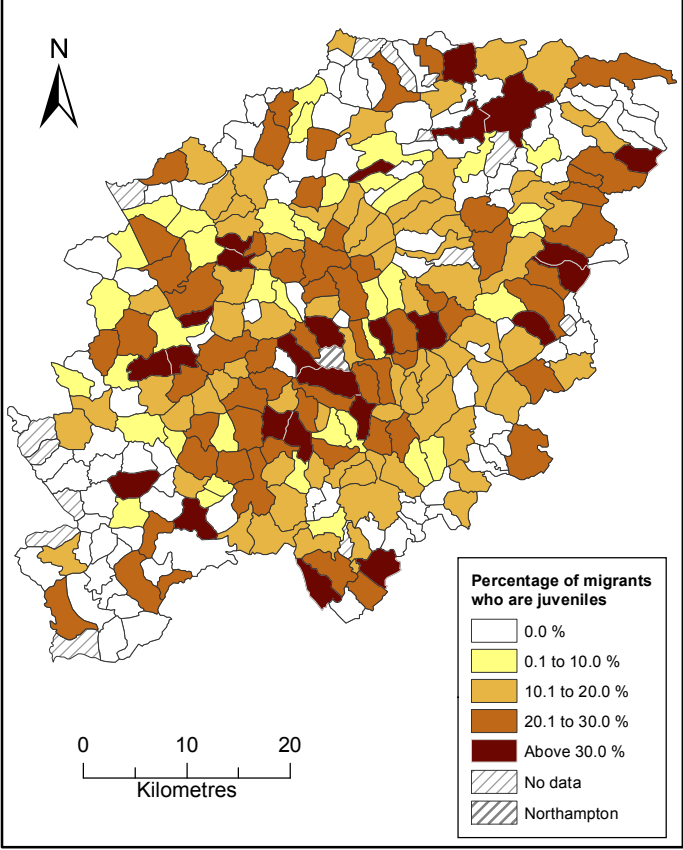 N
Percentage of migrants
who are juveniles
0.0 %
0.1 to 10.0 %
10.1 to 20.0 %
20.1 to 30.0 %
Above 30.0 %
No data
Northampton
0 10 20
Kilometres